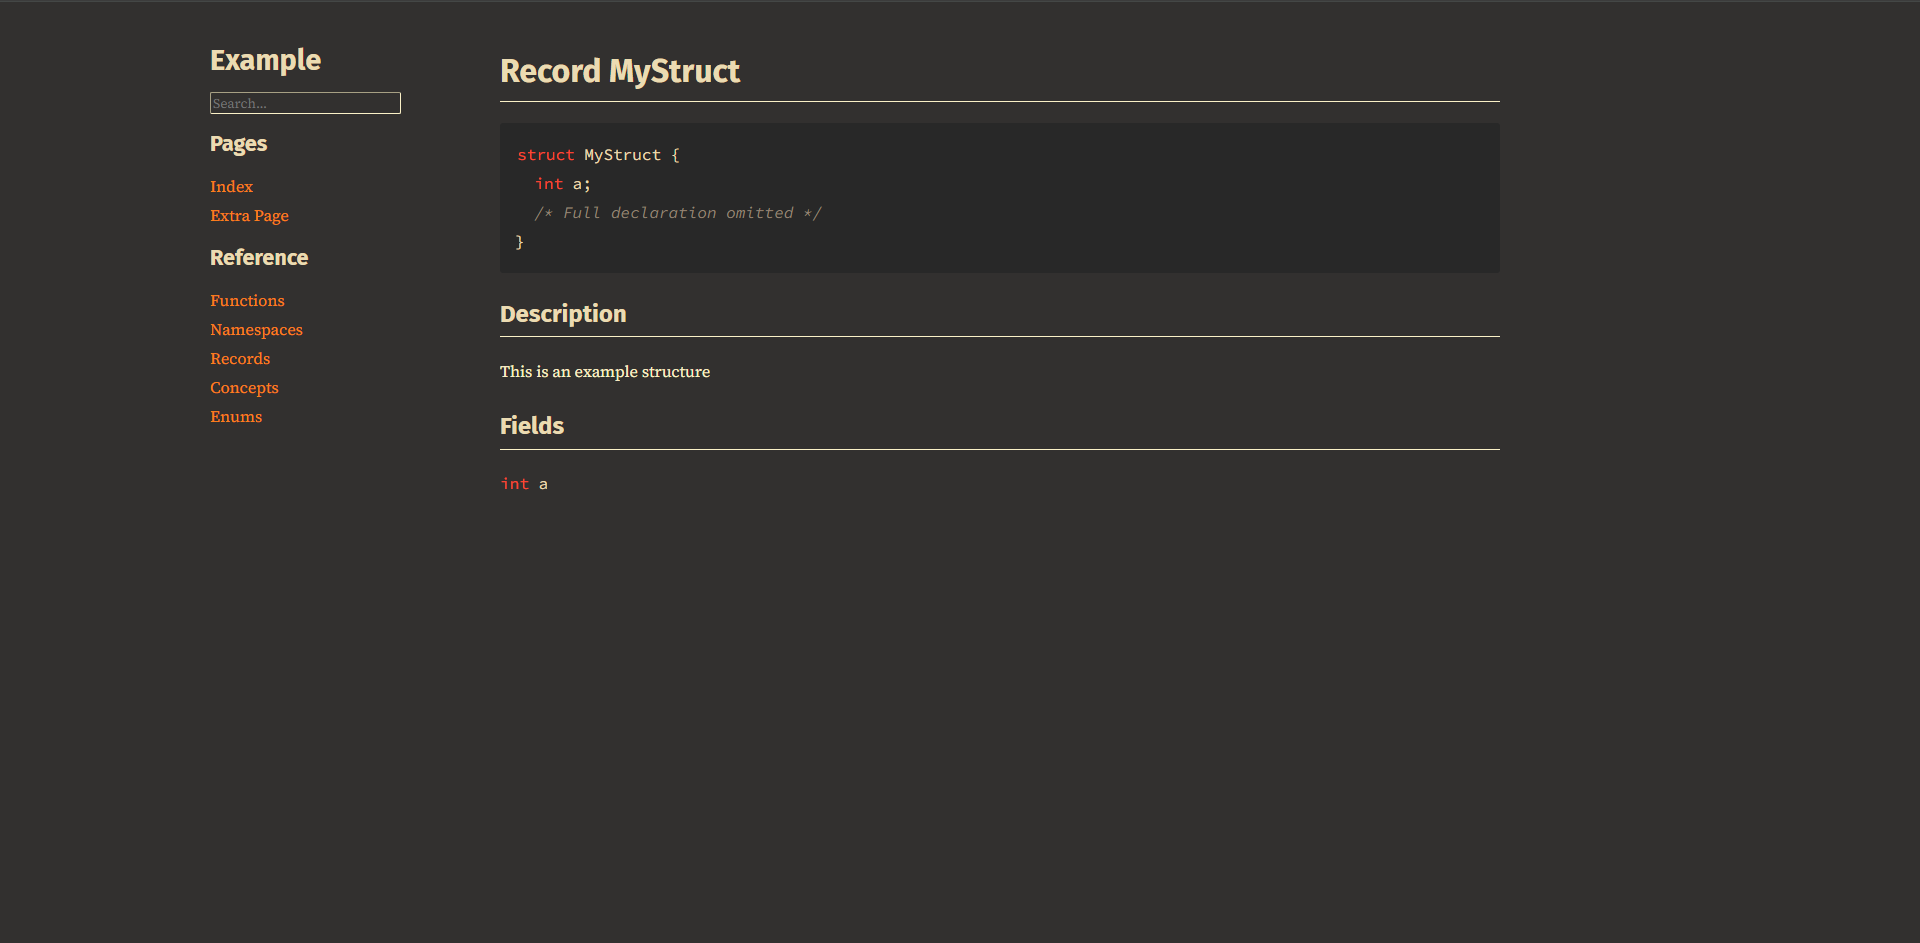 Example
Search...
Pages
Index
Extra Page
Reference
Functions
Namespaces
Records
Concepts
Enums
Record MyStruct
struct MyStruct {
  int a;
  /* Full declaration omitted */
}
Description
This is an example structure
Fields
int a